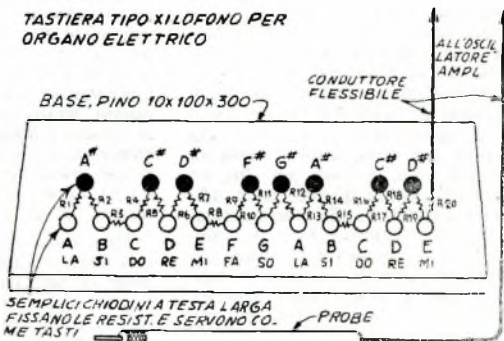 TASTIERA TIPO XILOFONO PER
ORGANO ELETTRICO
ALL'OSCIL
LATORE
AMPL
CONDUTTORE
FLESSIBILE
BASE, PINO 10x100x300
A# C# D# F# G# A# C# D#
R1 R2 R3 R4 R5 R6 R7 R8 R9 R10 R11 R12 R13 R14 R15 R16 R17 R18 R19 R20
A B C D E F G A B C D E
LA SI DO RE MI FA SO LA SI DO RE MI
SEMPLICI CHIODINI A TESTA LARGA
FISSANO LE RESIST. E SERVONO CO-
ME TASTI
PROBE